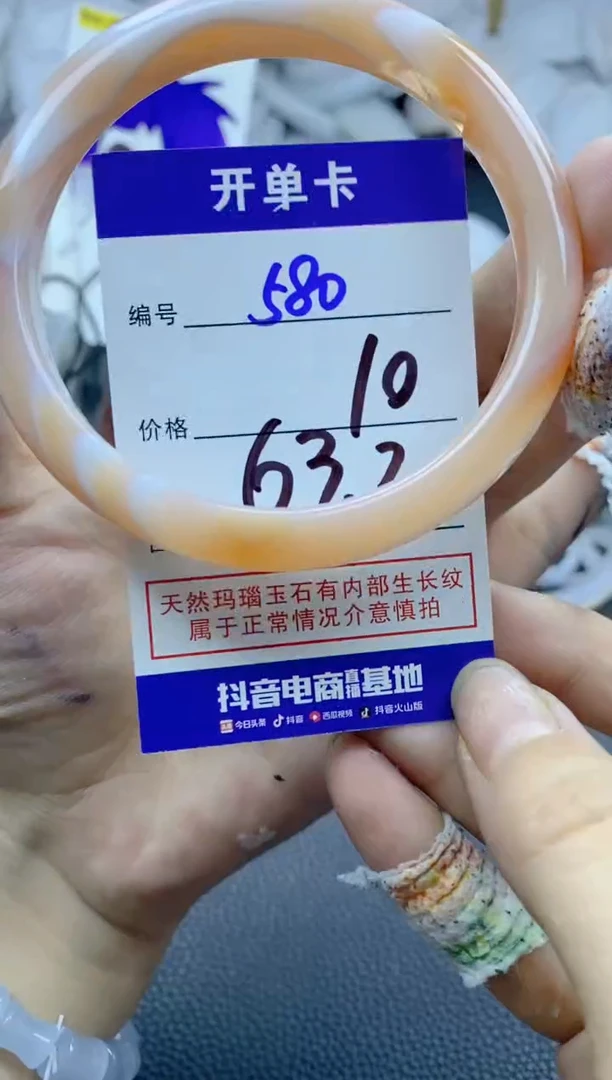 开单卡
编号 580
10
价格
63.2
天然玛瑙玉石有内部生长纹
属于正常情况介意慎拍
抖音电商直播基地
今日头条 抖音 西瓜视频 抖音火山版